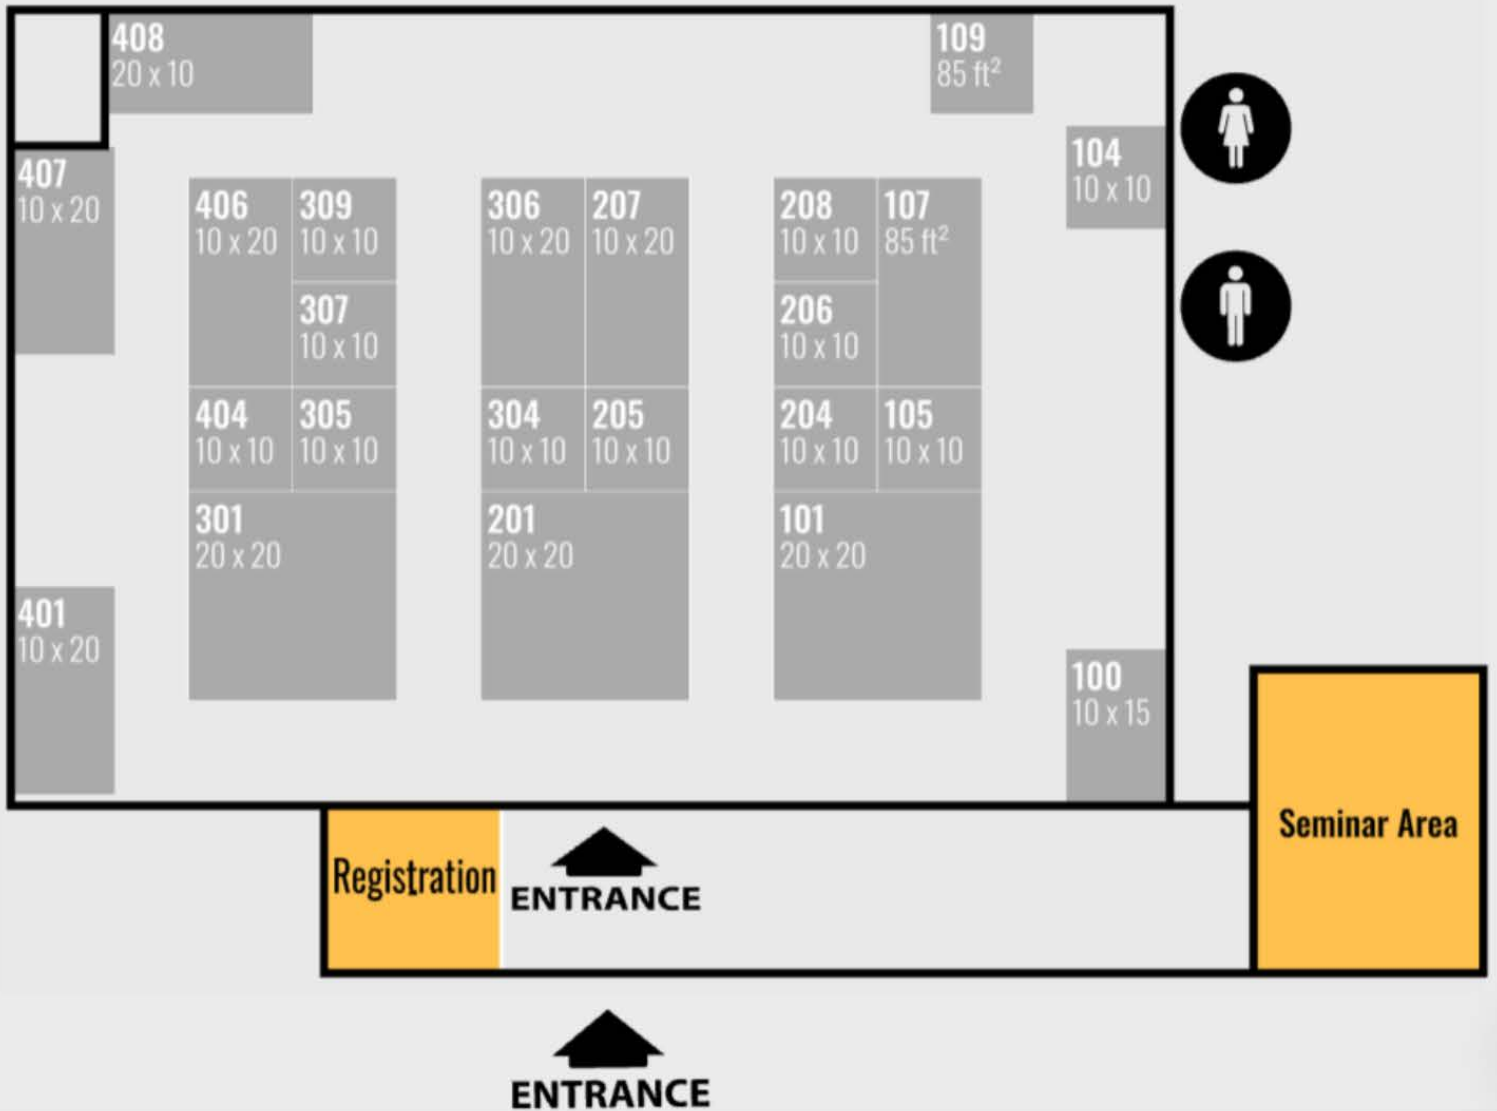 408
20 x 10
109
85 ft²
407
10 x 20
104
10 x 10
406
10 x 20
309
10 x 10
306
10 x 20
207
10 x 20
208
10 x 10
107
85 ft²
307
10 x 10
206
10 x 10
404
10 x 10
305
10 x 10
304
10 x 10
205
10 x 10
204
10 x 10
105
10 x 10
301
20 x 20
201
20 x 20
101
20 x 20
401
10 x 20
100
10 x 15
Seminar Area
Registration
ENTRANCE
ENTRANCE